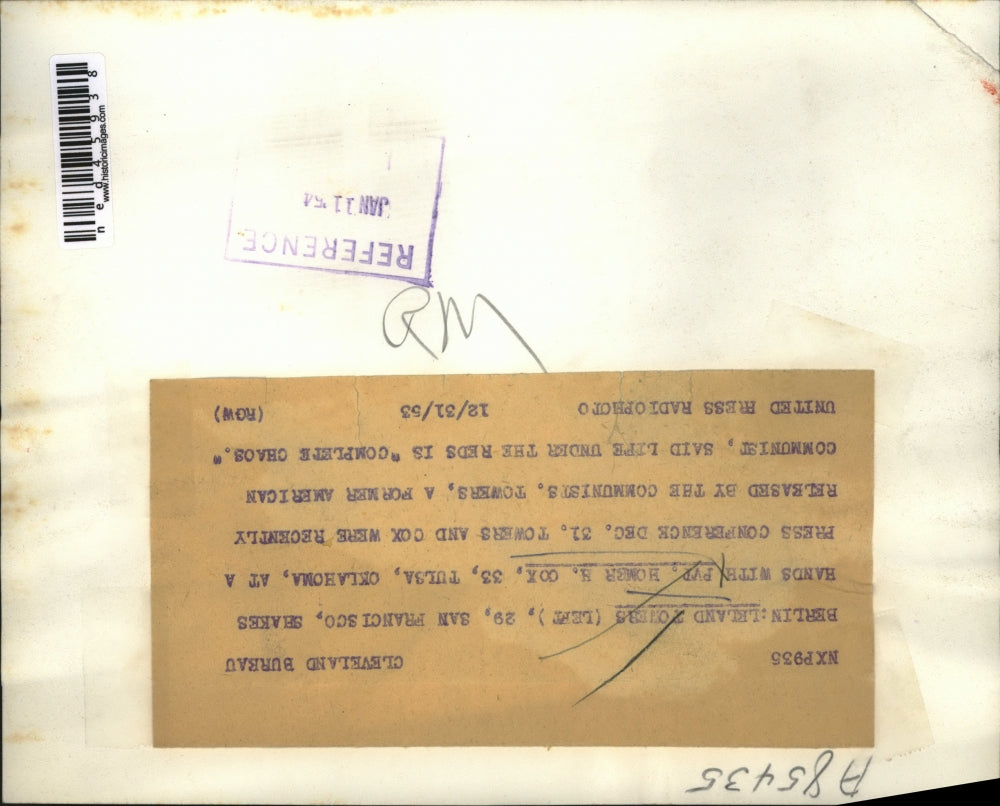 A85435
NXP935 CLEVELAND BUREAU
BERLIN:LELAND TOWERS (LEFT), 29, SAN FRANCISCO, SHAKES
HANDS WITH PVT. HOMER H. COX, 33, TULSA, OKLAHOMA, AT A
PRESS CONFERENCE DEC. 31. TOWERS AND COX WERE RECENTLY
RELEASED BY THE COMMUNISTS. TOWERS, A FORMER AMERICAN
COMMUNIST, SAID LIFE UNDER THE REDS IS "COMPLETE CHAOS."
UNITED PRESS RADIOPHOTO 12/31/53 (RGW)
REFERENCE
JAN 11 '54
ned45938
www.historicimages.com